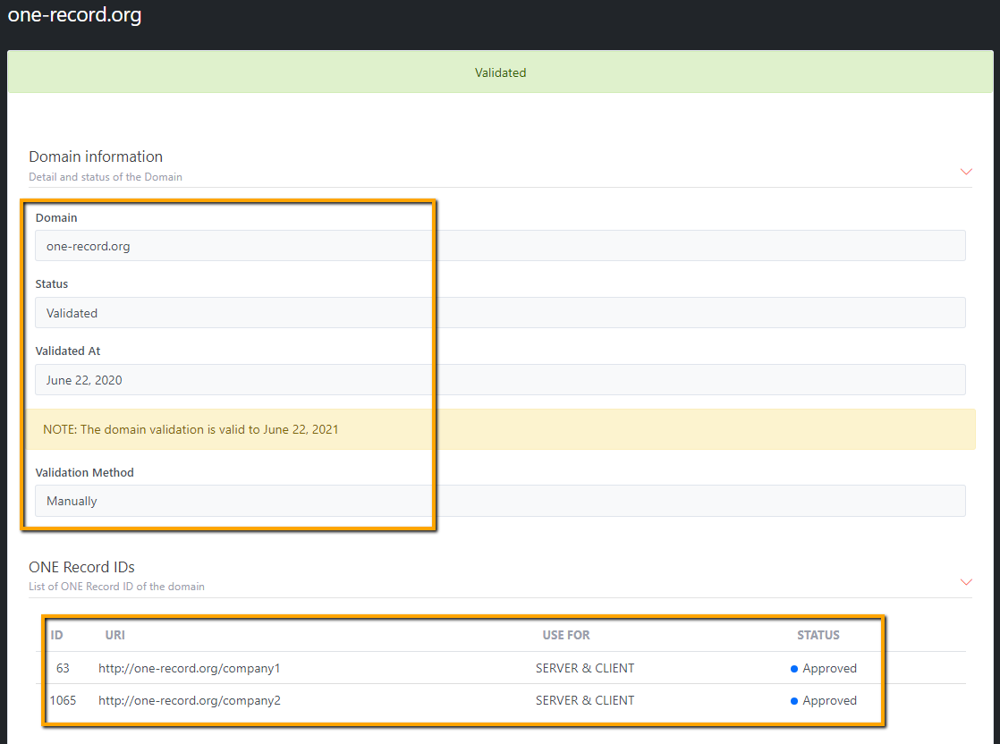 one-record.org
Validated
Domain information
Detail and status of the Domain
Domain
one-record.org
Status
Validated
Validated At
June 22, 2020
NOTE: The domain validation is valid to June 22, 2021
Validation Method
Manually
ONE Record IDs
List of ONE Record ID of the domain
ID URI USE FOR STATUS
63 http://one-record.org/company1 SERVER & CLIENT Approved
1065 http://one-record.org/company2 SERVER & CLIENT Approved